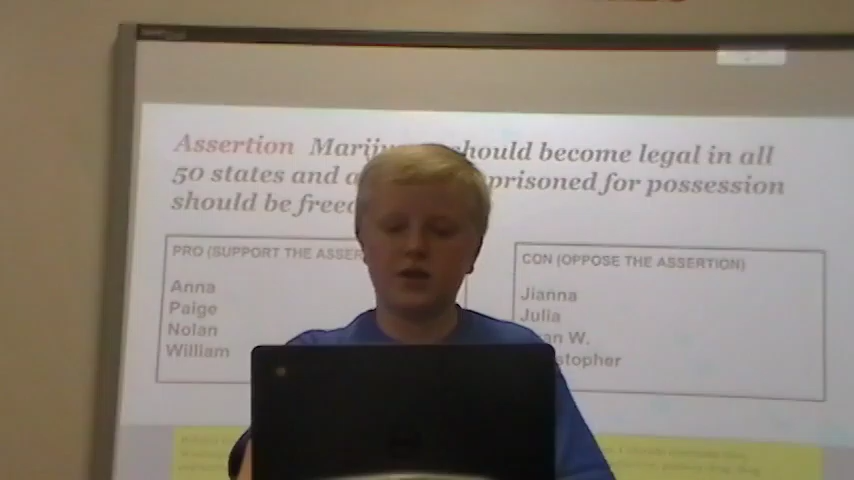 Assertion Mariju should become legal in all
50 states and a prisoned for possession
should be freed
PRO (SUPPORT THE ASSER
Anna
Paige
Nolan
William
CON (OPPOSE THE ASSERTION)
Jianna
Julia
an W.
stopher